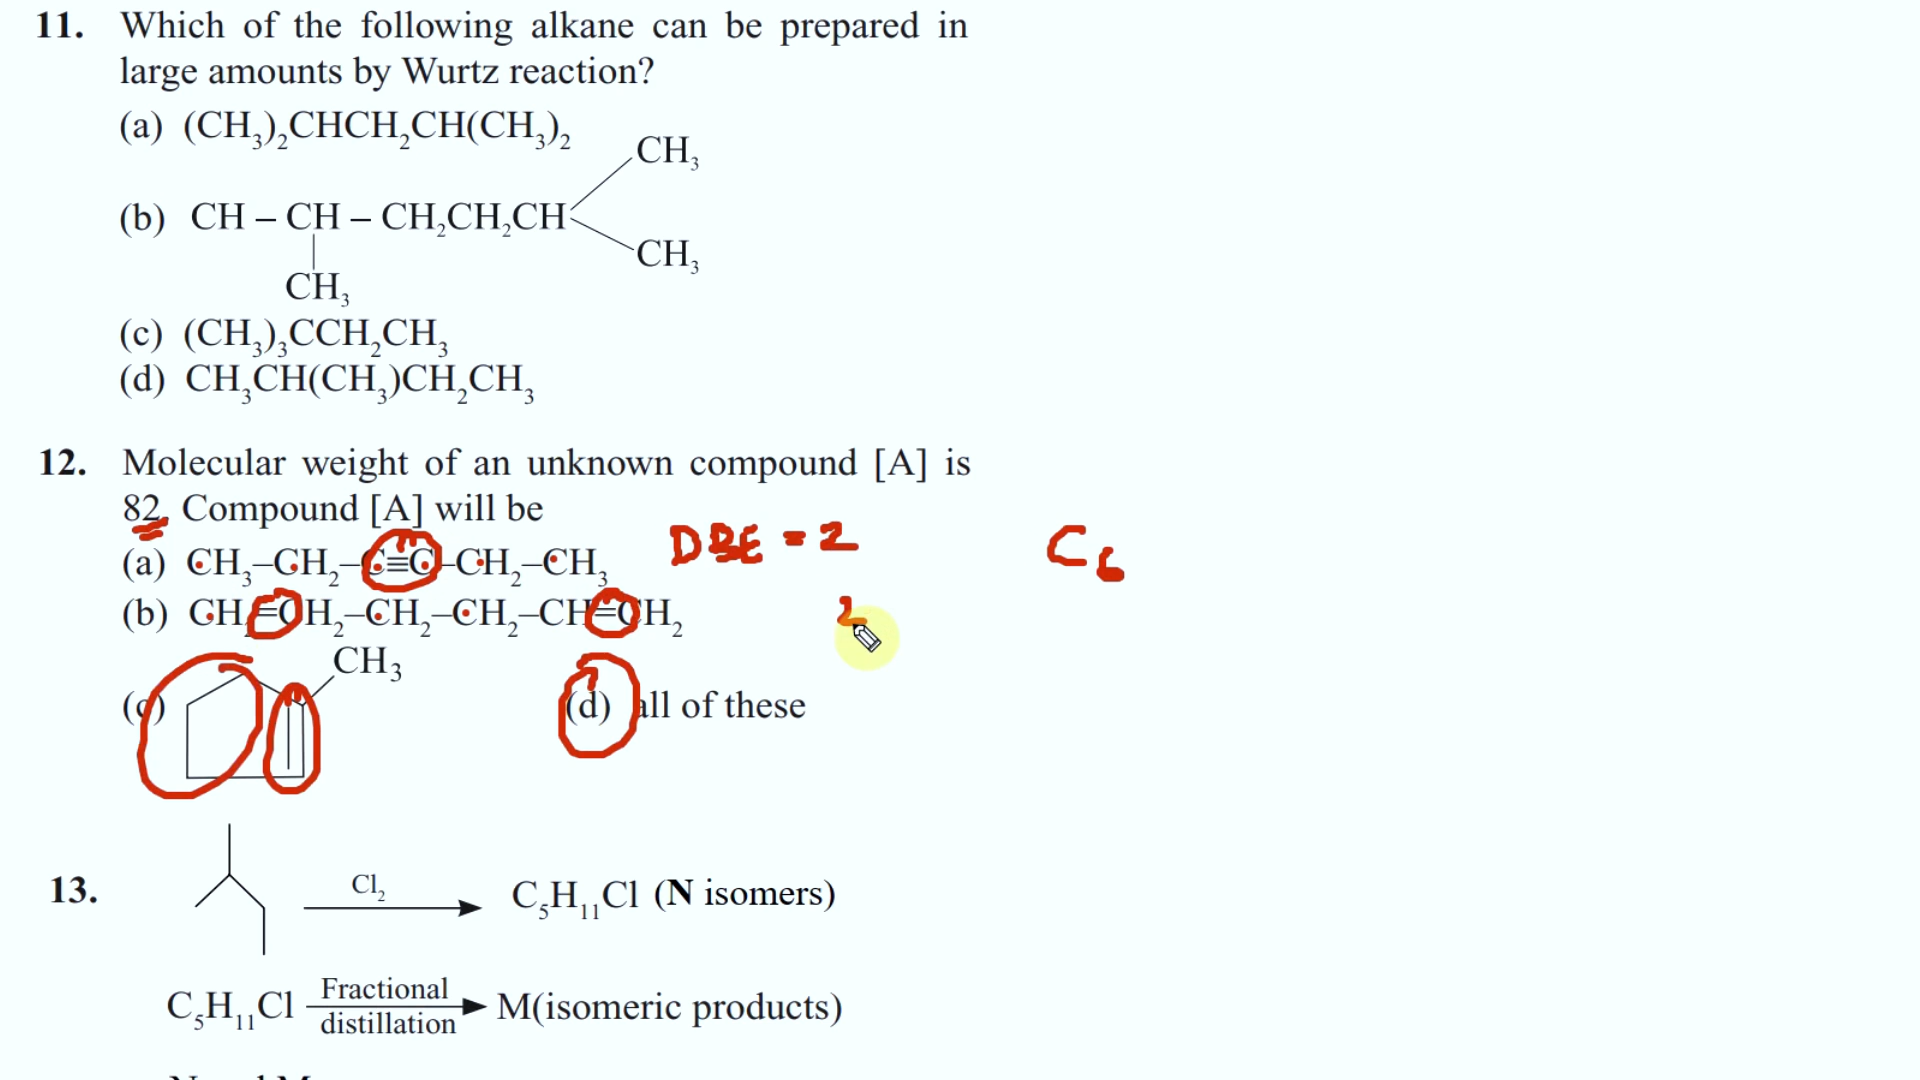 11. Which of the following alkane can be prepared in
large amounts by Wurtz reaction?
(a) (CH₃)₂CHCH₂CH(CH₃)₂
CH₃
(b) CH – CH – CH₂CH₂CH
CH₃
CH₃
(c) (CH₃)₃CCH₂CH₃
(d) CH₃CH(CH₃)CH₂CH₃
12. Molecular weight of an unknown compound [A] is
82. Compound [A] will be
DBE = 2
C₆
(a) CH₃–CH₂–C≡C–CH₂–CH₃
(b) CH₂=CH₂–CH₂–CH₂–CH=CH₂
2
CH₃
(c)
(d) all of these
13.
Cl₂
C₅H₁₁Cl (N isomers)
C₅H₁₁Cl Fractional distillation M(isomeric products)